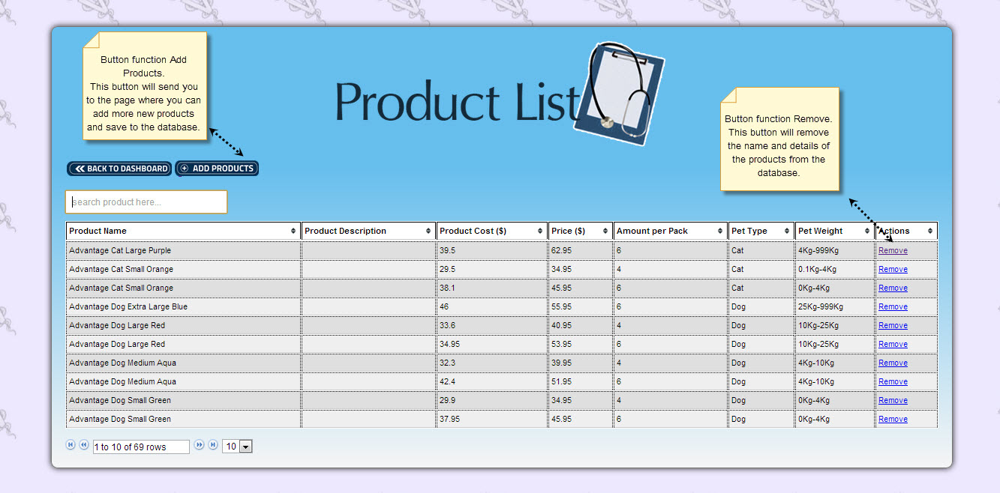 Button function Add
Products.
This button will send you
to the page where you can
add more new products
and save to the database.
Product List
Button function Remove.
This button will remove
the name and details of
the products from the
database.
BACK TO DASHBOARD ADD PRODUCTS
search product here...
Product Name Product Description Product Cost ($) Price ($) Amount per Pack Pet Type Pet Weight Actions
Advantage Cat Large Purple 39.5 62.95 6 Cat 4Kg-999Kg Remove
Advantage Cat Small Orange 29.5 34.95 4 Cat 0.1Kg-4Kg Remove
Advantage Cat Small Orange 38.1 45.95 6 Cat 0Kg-4Kg Remove
Advantage Dog Extra Large Blue 46 55.95 6 Dog 25Kg-999Kg Remove
Advantage Dog Large Red 33.6 40.95 4 Dog 10Kg-25Kg Remove
Advantage Dog Large Red 34.95 53.95 6 Dog 10Kg-25Kg Remove
Advantage Dog Medium Aqua 32.3 39.95 4 Dog 4Kg-10Kg Remove
Advantage Dog Medium Aqua 42.4 51.95 6 Dog 4Kg-10Kg Remove
Advantage Dog Small Green 29.9 34.95 4 Dog 0Kg-4Kg Remove
Advantage Dog Small Green 37.95 45.95 6 Dog 0Kg-4Kg Remove
1 to 10 of 69 rows 10